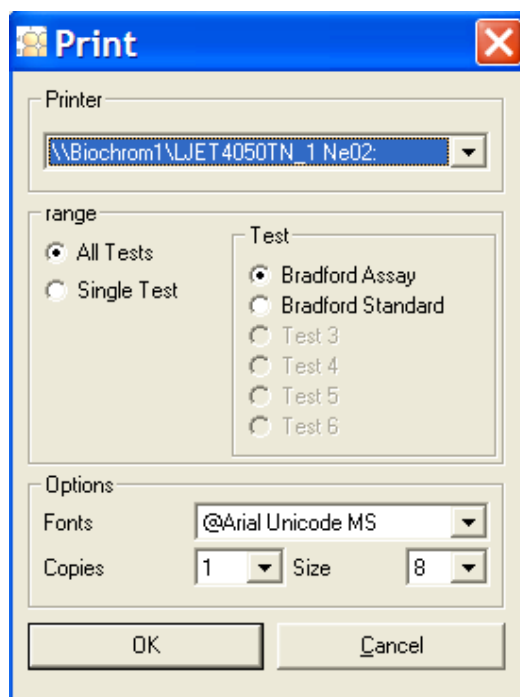 Print
Printer
\\Biochrom1\LJET4050TN_1 Ne02:
range
All Tests
Single Test
Test
Bradford Assay
Bradford Standard
Test 3
Test 4
Test 5
Test 6
Options
Fonts @Arial Unicode MS
Copies 1 Size 8
OK Cancel